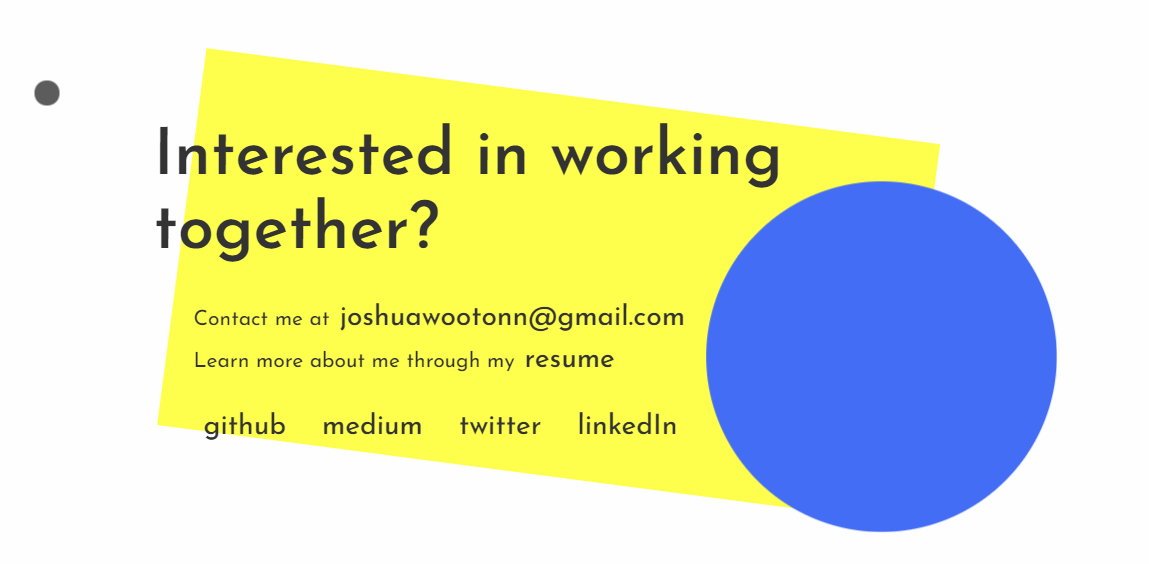 Interested in working
together?
Contact me at joshuawootonn@gmail.com
Learn more about me through my resume
github medium twitter linkedIn